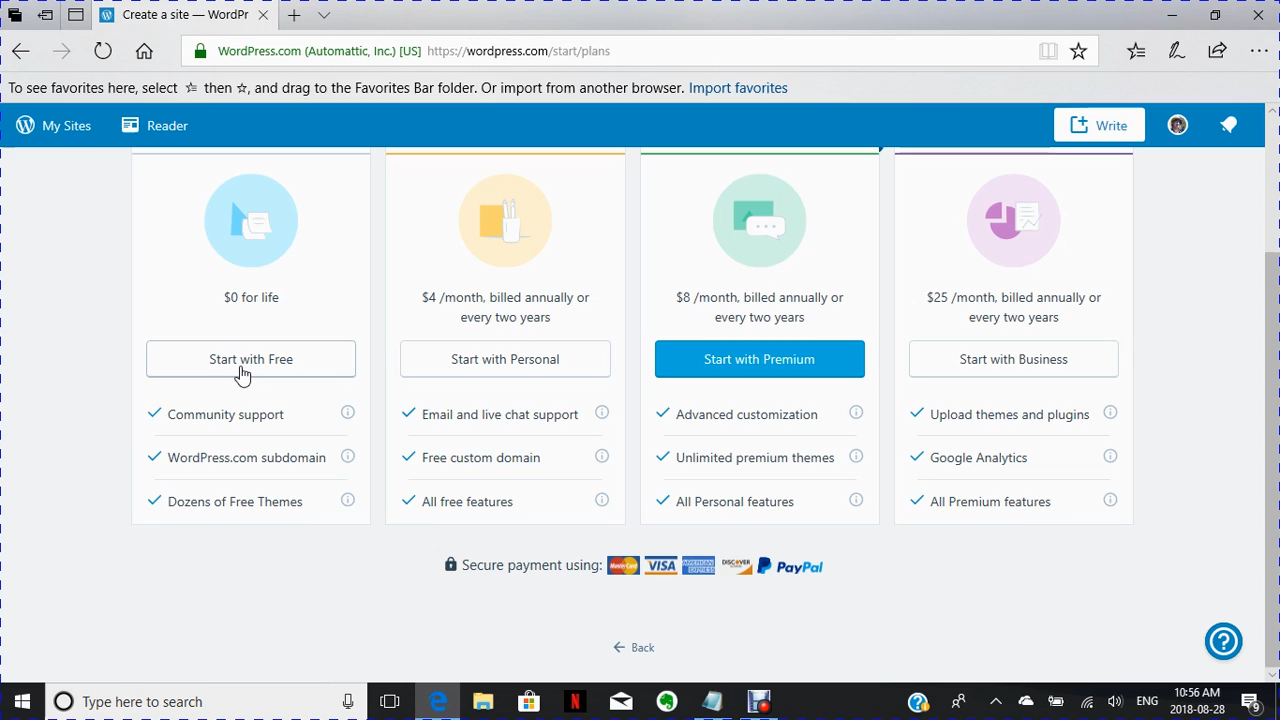 Create a site — WordPr
WordPress.com (Automattic, Inc.) [US] https://wordpress.com/start/plans
To see favorites here, select then ☆, and drag to the Favorites Bar folder. Or import from another browser. Import favorites
My Sites Reader Write
$0 for life
Start with Free
Community support
WordPress.com subdomain
Dozens of Free Themes
$4 /month, billed annually or
every two years
Start with Personal
Email and live chat support
Free custom domain
All free features
$8 /month, billed annually or
every two years
Start with Premium
Advanced customization
Unlimited premium themes
All Personal features
$25 /month, billed annually or
every two years
Start with Business
Upload themes and plugins
Google Analytics
All Premium features
Secure payment using: MasterCard VISA AMERICAN EXPRESS DISCOVER PayPal
Back
Type here to search
ENG
10:56 AM
2018-08-28
9